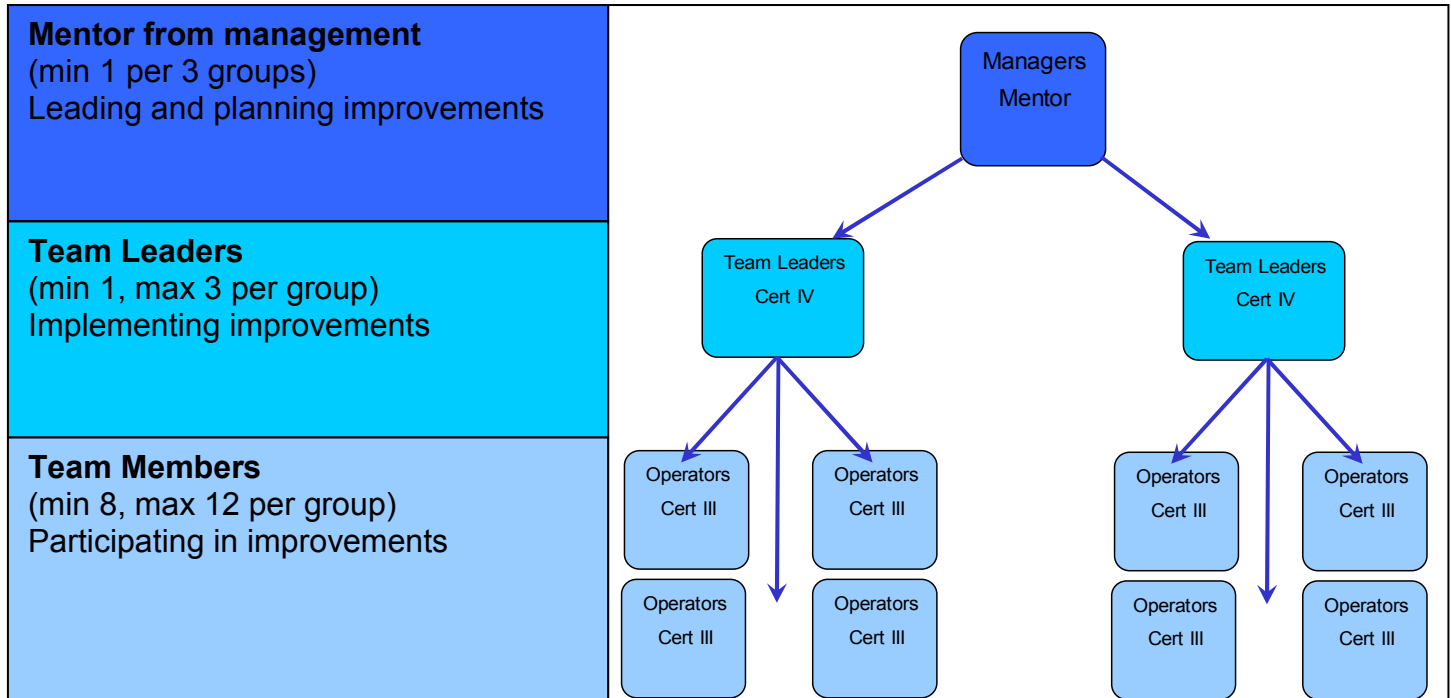 Mentor from management
(min 1 per 3 groups)
Leading and planning improvements
Managers
Mentor
Team Leaders
(min 1, max 3 per group)
Implementing improvements
Team Leaders
Cert IV
Team Leaders
Cert IV
Team Members
(min 8, max 12 per group)
Participating in improvements
Operators
Cert III
Operators
Cert III
Operators
Cert III
Operators
Cert III
Operators
Cert III
Operators
Cert III
Operators
Cert III
Operators
Cert III